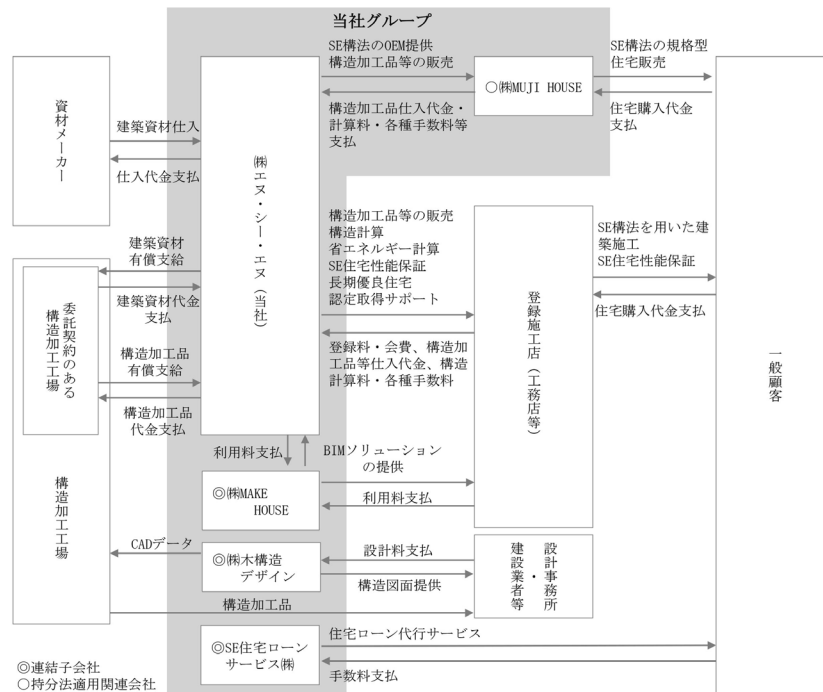 当社グループ
SE構法のOEM提供
構造加工品等の販売
SE構法の規格型
住宅販売
○㈱MUJI HOUSE
構造加工品仕入代金・
計算料・各種手数料等
支払
住宅購入代金
支払
資材メーカー
建築資材仕入
仕入代金支払
㈱エヌ・シー・エヌ(当社)
建築資材
有償支給
建築資材代金
支払
委託契約のある
構造加工工場
構造加工品
有償支給
構造加工品
代金支払
構造加工工場
構造加工品等の販売
構造計算
省エネルギー計算
SE住宅性能保証
長期優良住宅
認定取得サポート
登録料・会費、構造加
工品等仕入代金、構造
計算料・各種手数料
登録施工店(工務店等)
SE構法を用いた建
築施工
SE住宅性能保証
住宅購入代金支払
一般顧客
利用料支払
BIMソリューション
の提供
◎㈱MAKE
HOUSE
利用料支払
CADデータ
◎㈱木構造
デザイン
設計料支払
構造図面提供
設計事務所・
建設業者等
構造加工品
◎SE住宅ローン
サービス㈱
住宅ローン代行サービス
手数料支払
◎連結子会社
○持分法適用関連会社